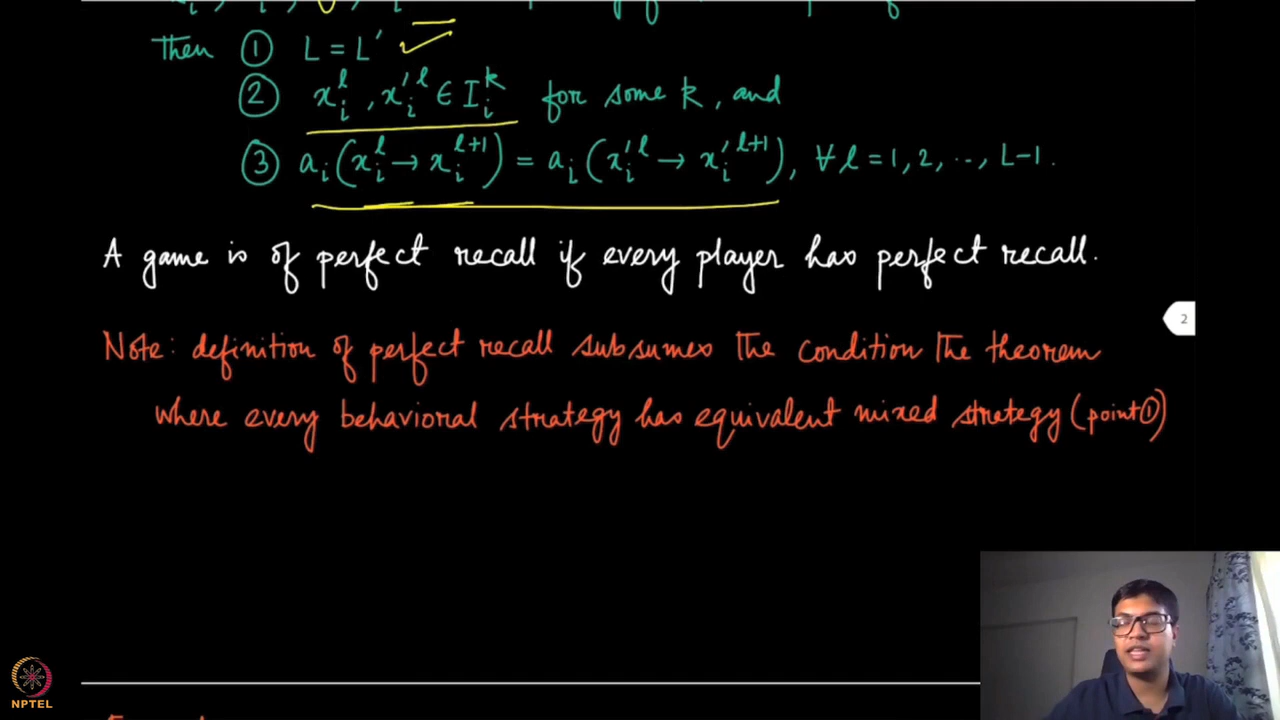 Then ① L = L′
② x_i^l, x_i'^l ∈ I_i^k for some k, and
③ a_i(x_i^l → x_i^{l+1}) = a_i(x_i'^l → x_i'^{l+1}), ∀ l = 1, 2, .., L-1.
A game is of perfect recall if every player has perfect recall.
2
Note: definition of perfect recall subsumes the condition the theorem
where every behavioral strategy has equivalent mixed strategy (point ①)
NPTEL